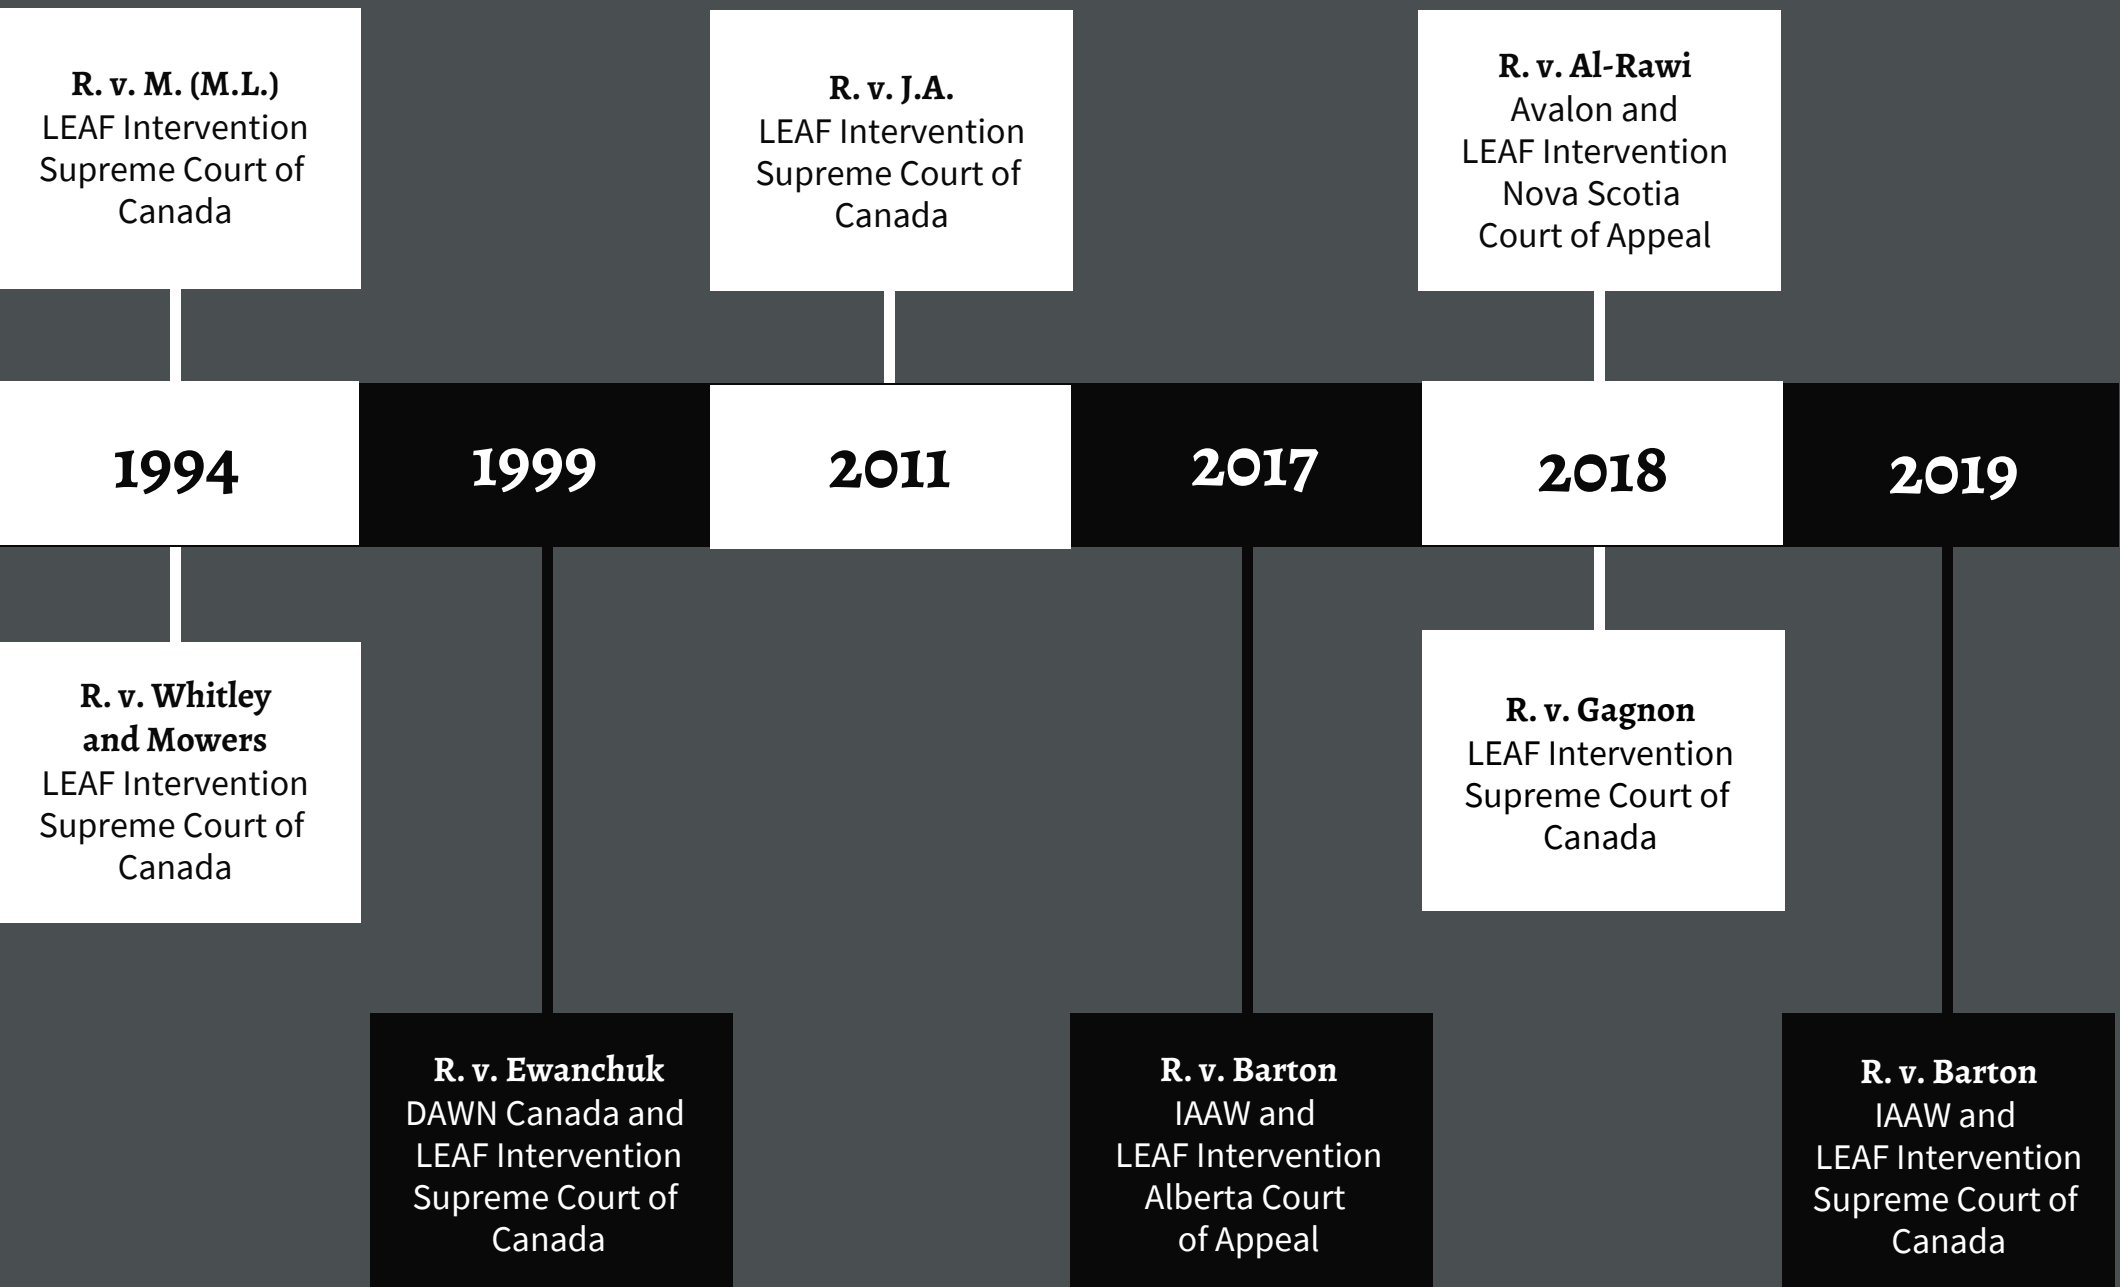 R. v. M. (M.L.)
LEAF Intervention
Supreme Court of
Canada
R. v. J.A.
LEAF Intervention
Supreme Court of
Canada
R. v. Al-Rawi
Avalon and
LEAF Intervention
Nova Scotia
Court of Appeal
1994
1999
2011
2017
2018
2019
R. v. Whitley
and Mowers
LEAF Intervention
Supreme Court of
Canada
R. v. Gagnon
LEAF Intervention
Supreme Court of
Canada
R. v. Ewanchuk
DAWN Canada and
LEAF Intervention
Supreme Court of
Canada
R. v. Barton
IAAW and
LEAF Intervention
Alberta Court
of Appeal
R. v. Barton
IAAW and
LEAF Intervention
Supreme Court of
Canada